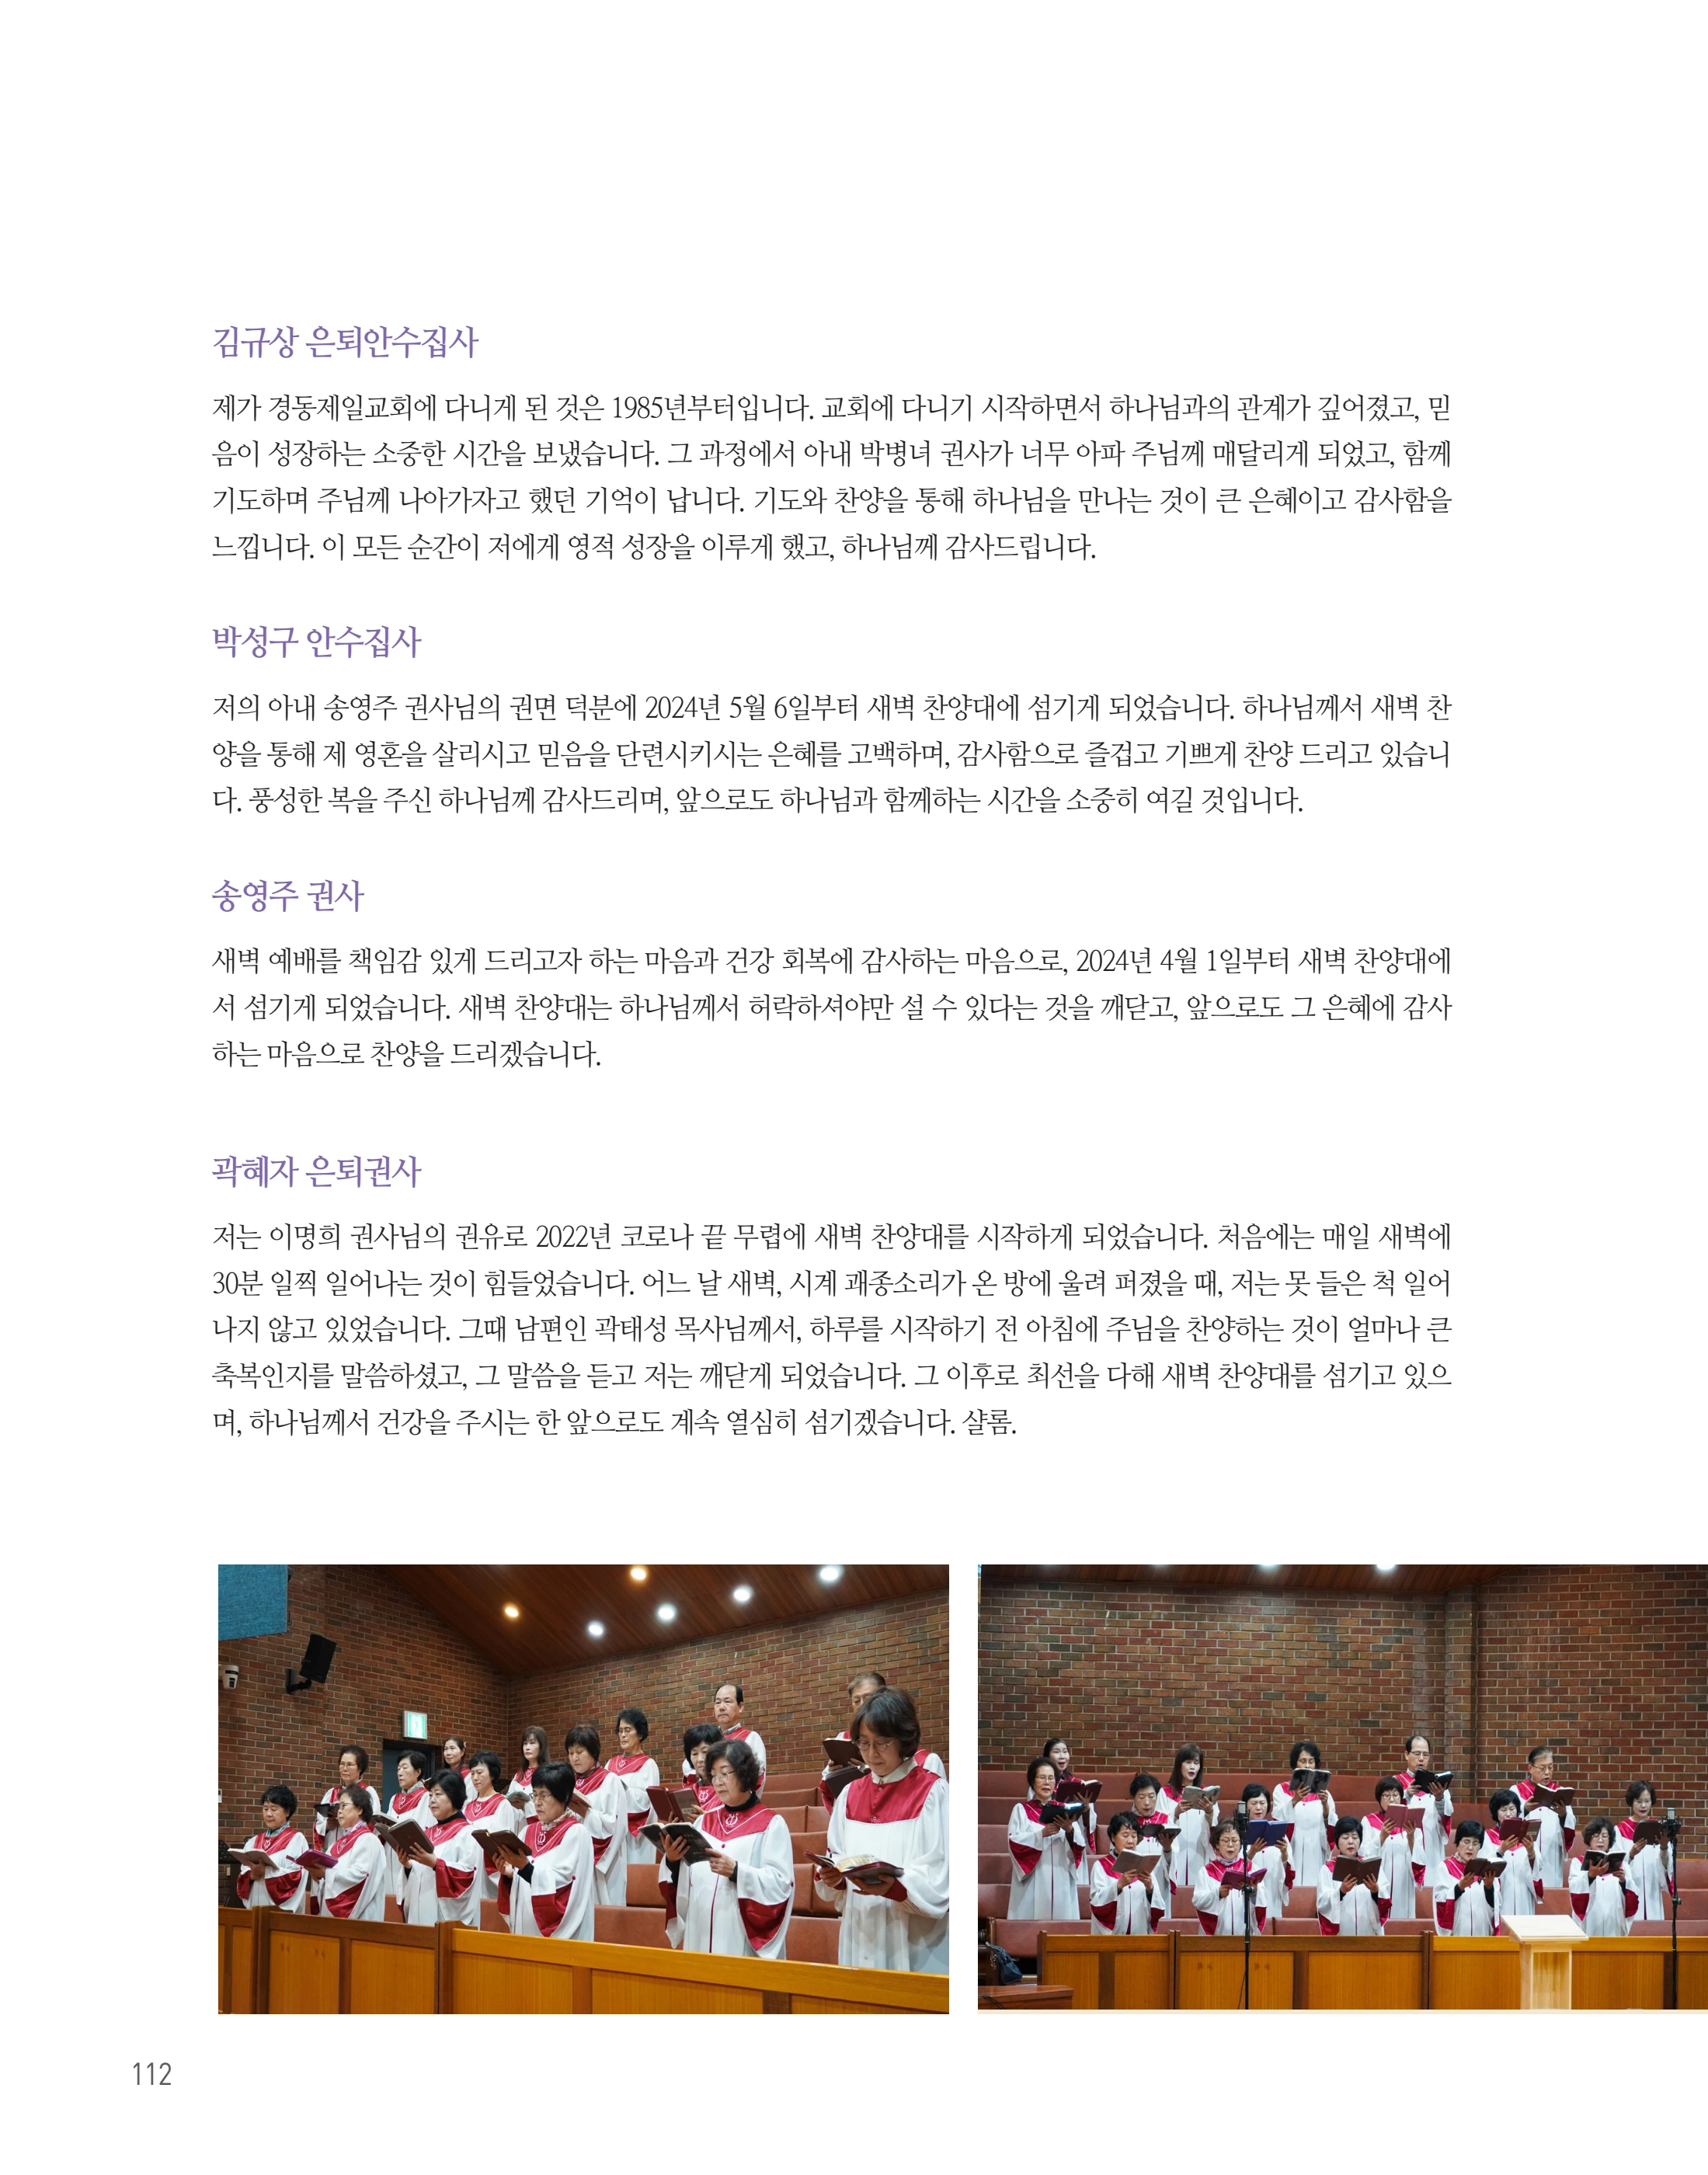 김규상 은퇴안수집사
제가 경동제일교회에 다니게 된 것은 1985년부터입니다. 교회에 다니기 시작하면서 하나님과의 관계가 깊어졌고, 믿
음이 성장하는 소중한 시간을 보냈습니다. 그 과정에서 아내 박병녀 권사가 너무 아파 주님께 매달리게 되었고, 함께
기도하며 주님께 나아가자고 했던 기억이 납니다. 기도와 찬양을 통해 하나님을 만나는 것이 큰 은혜이고 감사함을
느낍니다. 이 모든 순간이 저에게 영적 성장을 이루게 했고, 하나님께 감사드립니다.
박성구 안수집사
저의 아내 송영주 권사님의 권면 덕분에 2024년 5월 6일부터 새벽 찬양대에 섬기게 되었습니다. 하나님께서 새벽 찬
양을 통해 제 영혼을 살리시고 믿음을 단련시키시는 은혜를 고백하며, 감사함으로 즐겁고 기쁘게 찬양 드리고 있습니
다. 풍성한 복을 주신 하나님께 감사드리며, 앞으로도 하나님과 함께하는 시간을 소중히 여길 것입니다.
송영주 권사
새벽 예배를 책임감 있게 드리고자 하는 마음과 건강 회복에 감사하는 마음으로, 2024년 4월 1일부터 새벽 찬양대에
서 섬기게 되었습니다. 새벽 찬양대는 하나님께서 허락하셔야만 설 수 있다는 것을 깨닫고, 앞으로도 그 은혜에 감사
하는 마음으로 찬양을 드리겠습니다.
곽혜자 은퇴권사
저는 이명희 권사님의 권유로 2022년 코로나 끝 무렵에 새벽 찬양대를 시작하게 되었습니다. 처음에는 매일 새벽에
30분 일찍 일어나는 것이 힘들었습니다. 어느 날 새벽, 시계 괘종소리가 온 방에 울려 퍼졌을 때, 저는 못 들은 척 일어
나지 않고 있었습니다. 그때 남편인 곽태성 목사님께서, 하루를 시작하기 전 아침에 주님을 찬양하는 것이 얼마나 큰
축복인지를 말씀하셨고, 그 말씀을 듣고 저는 깨닫게 되었습니다. 그 이후로 최선을 다해 새벽 찬양대를 섬기고 있으
며, 하나님께서 건강을 주시는 한 앞으로도 계속 열심히 섬기겠습니다. 샬롬.
112